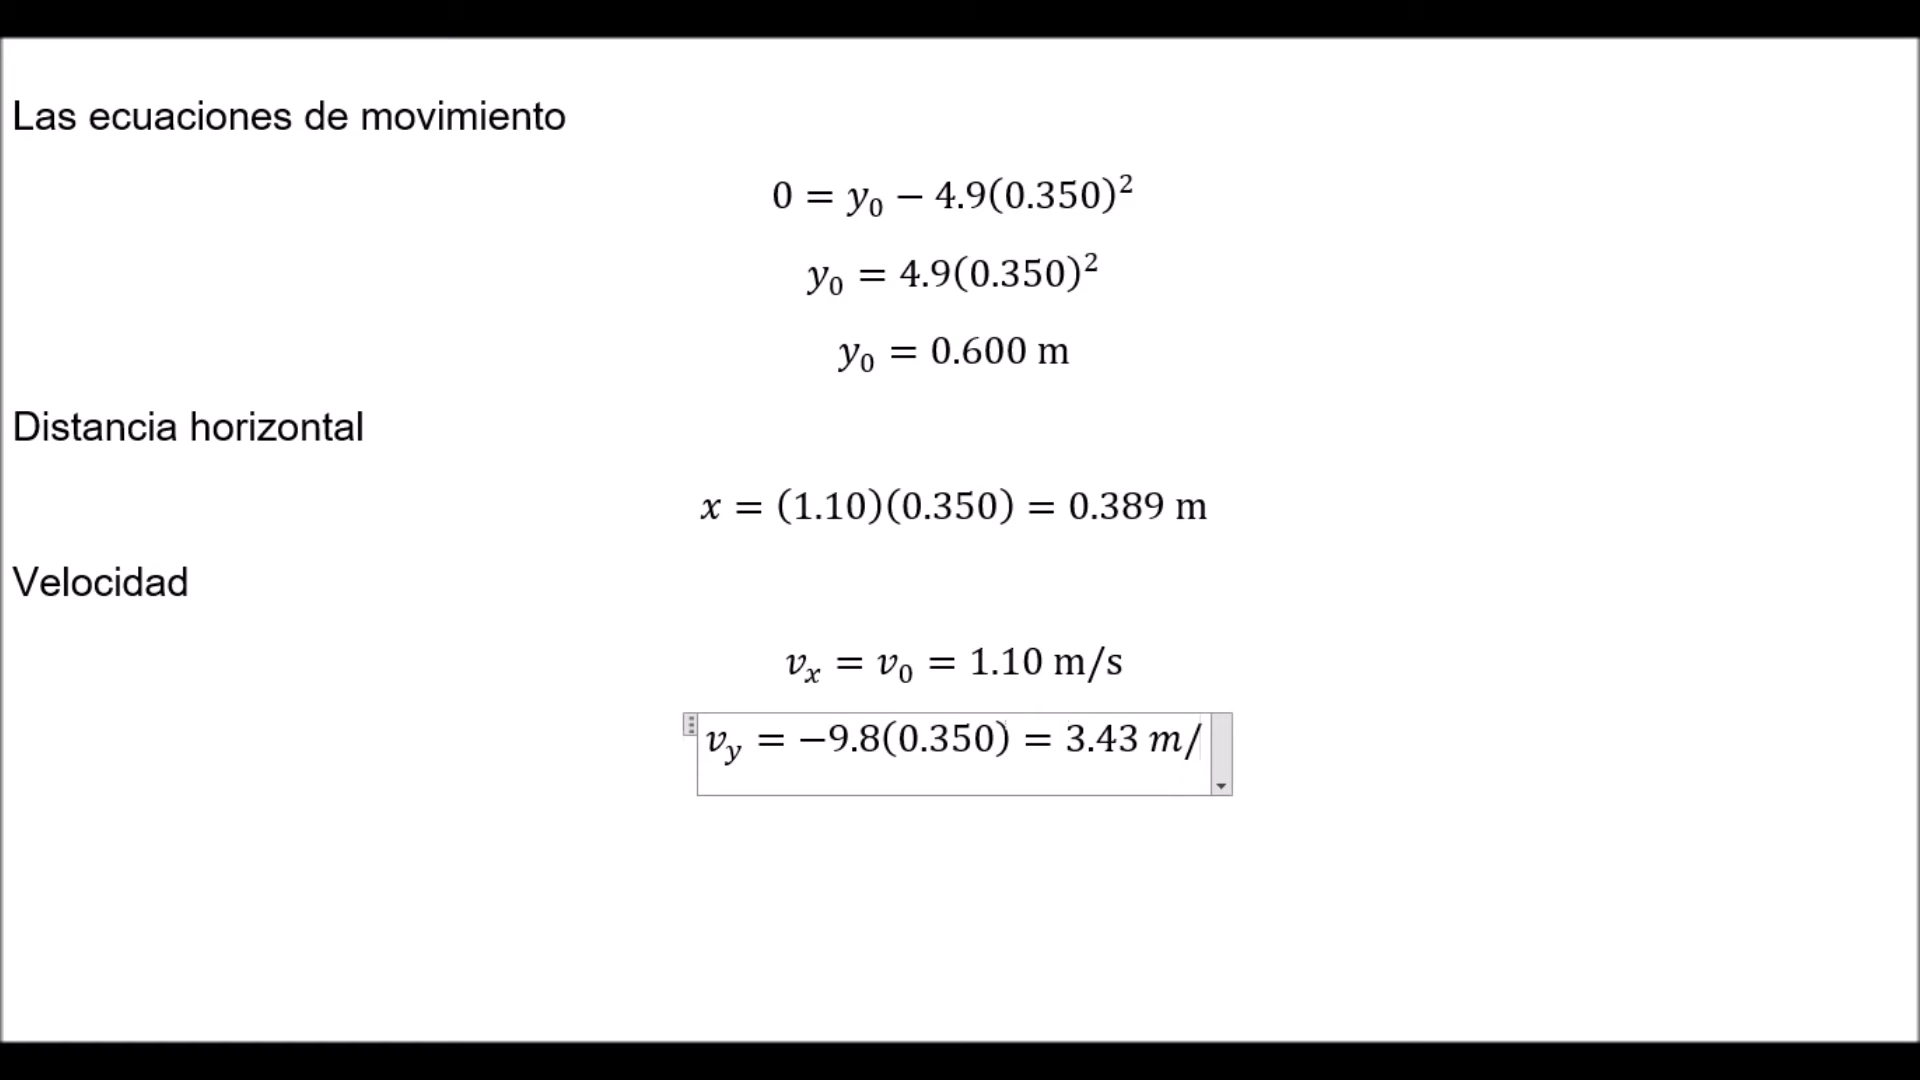 Las ecuaciones de movimiento
0 = y₀ − 4.9(0.350)²
y₀ = 4.9(0.350)²
y₀ = 0.600 m
Distancia horizontal
x = (1.10)(0.350) = 0.389 m
Velocidad
vₓ = v₀ = 1.10 m/s
v_y = −9.8(0.350) = 3.43 m/